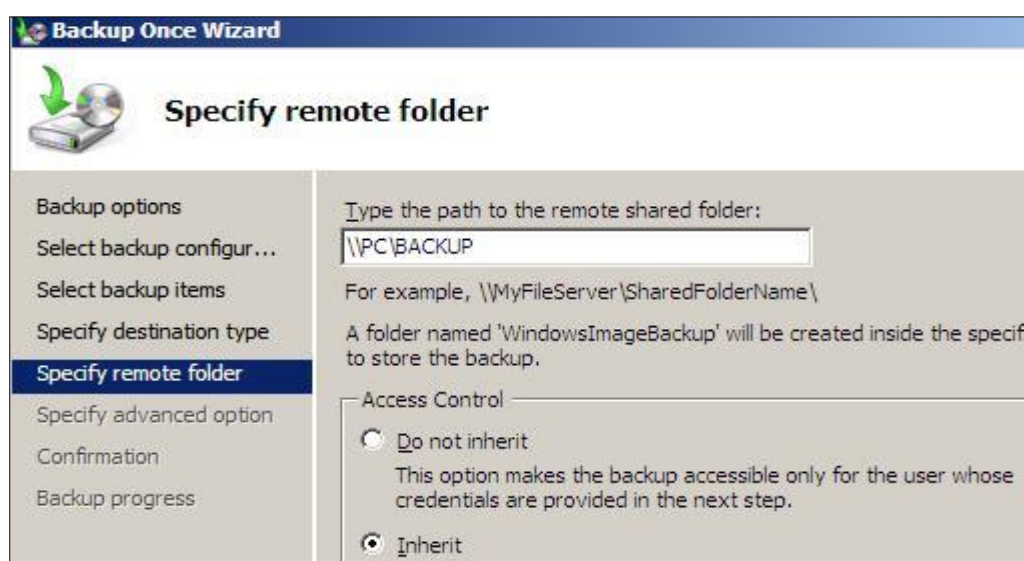 Backup Once Wizard
Specify remote folder
Backup options
Select backup configur...
Select backup items
Specify destination type
Specify remote folder
Specify advanced option
Confirmation
Backup progress
Type the path to the remote shared folder:
\\PC\BACKUP
For example, \\MyFileServer\SharedFolderName\
A folder named 'WindowsImageBackup' will be created inside the specif
to store the backup.
Access Control
Do not inherit
This option makes the backup accessible only for the user whose
credentials are provided in the next step.
Inherit